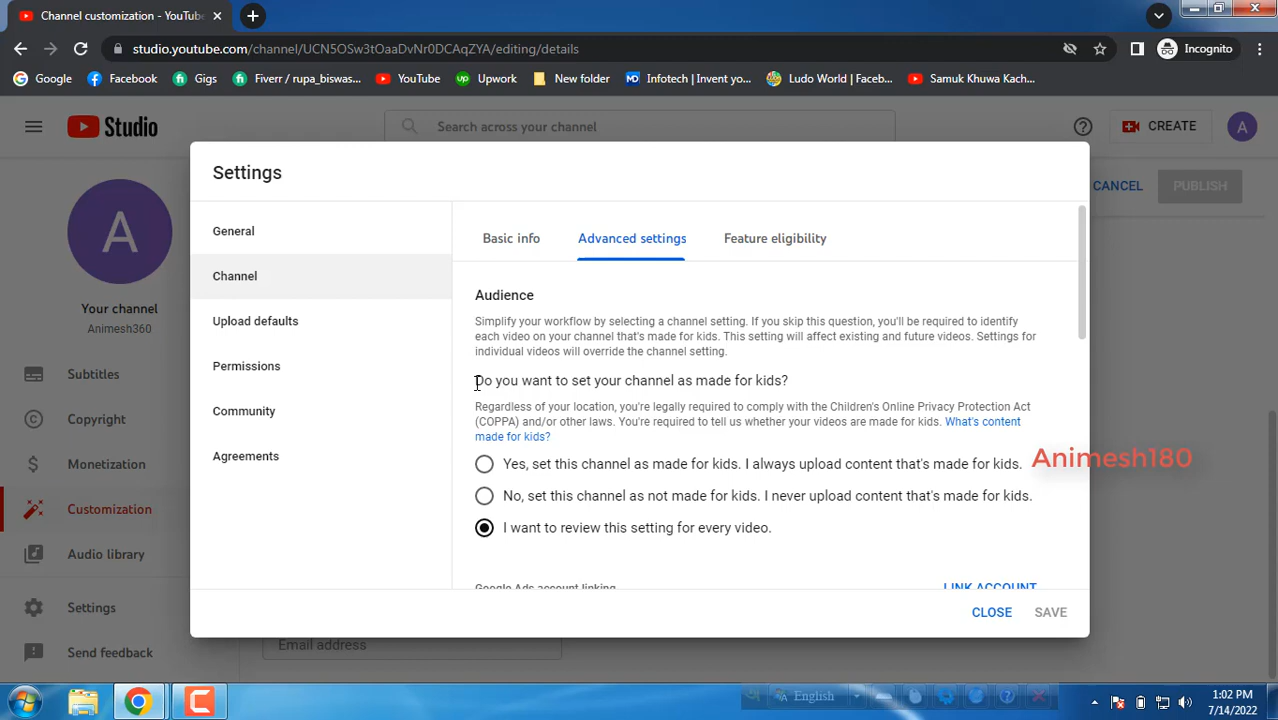 Channel customization - YouTube
studio.youtube.com/channel/UCN5OSw3tOaaDvNr0DCAqZYA/editing/details
Incognito
Google
Facebook
Gigs
Fiverr / rupa_biswas...
YouTube
Upwork
New folder
Infotech | Invent yo...
Ludo World | Faceb...
Samuk Khuwa Kach...
Studio
Search across your channel
CREATE
A
A
Your channel
Animesh360
Subtitles
Copyright
Monetization
Customization
Audio library
Settings
Send feedback
CANCEL
PUBLISH
Settings
General
Channel
Upload defaults
Permissions
Community
Agreements
Basic info
Advanced settings
Feature eligibility
Audience
Simplify your workflow by selecting a channel setting. If you skip this question, you'll be required to identify
each video on your channel that's made for kids. This setting will affect existing and future videos. Settings for
individual videos will override the channel setting.
Do you want to set your channel as made for kids?
Regardless of your location, you're legally required to comply with the Children's Online Privacy Protection Act
(COPPA) and/or other laws. You're required to tell us whether your videos are made for kids. What's content
made for kids?
Yes, set this channel as made for kids. I always upload content that's made for kids.
No, set this channel as not made for kids. I never upload content that's made for kids.
I want to review this setting for every video.
Google Ads account linking
LINK ACCOUNT
CLOSE
SAVE
Animesh180
Email address
English
1:02 PM
7/14/2022